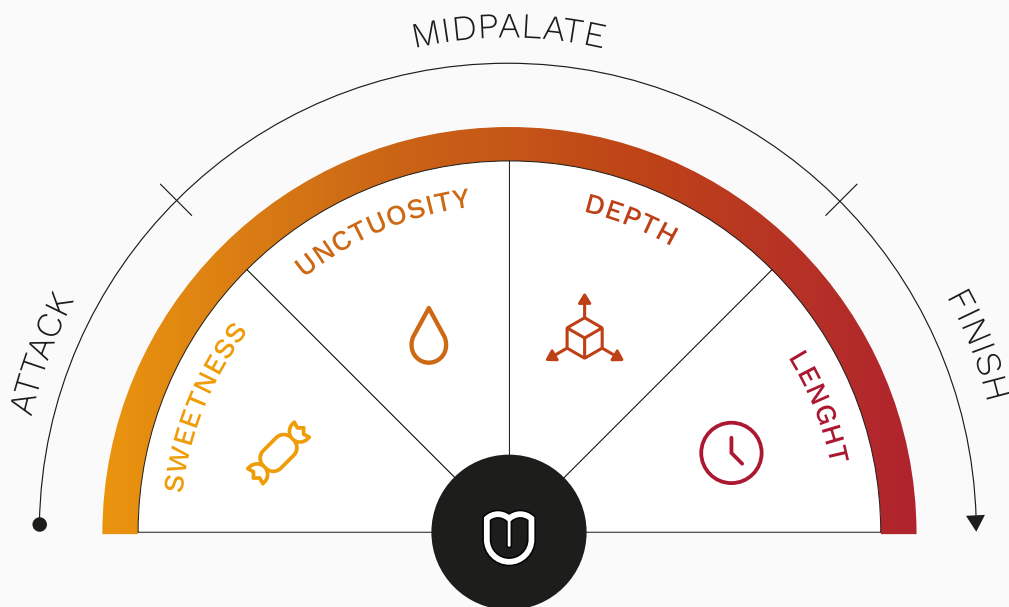 MIDPALATE
ATTACK
FINISH
SWEETNESS
UNCTUOSITY
DEPTH
LENGHT